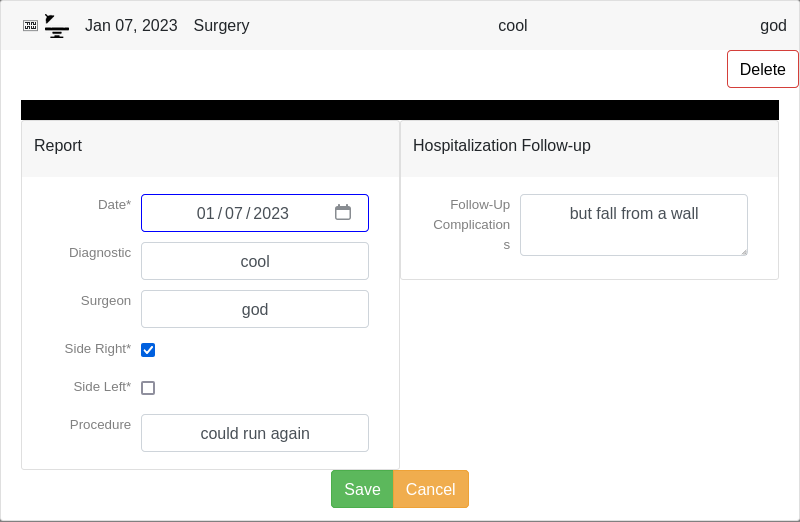 Jan 07, 2023 Surgery cool god
Delete
Report
Hospitalization Follow-up
Date*
01/07/2023
Diagnostic
cool
Surgeon
god
Side Right*
Side Left*
Procedure
could run again
Follow-Up
Complication
s
but fall from a wall
Save Cancel